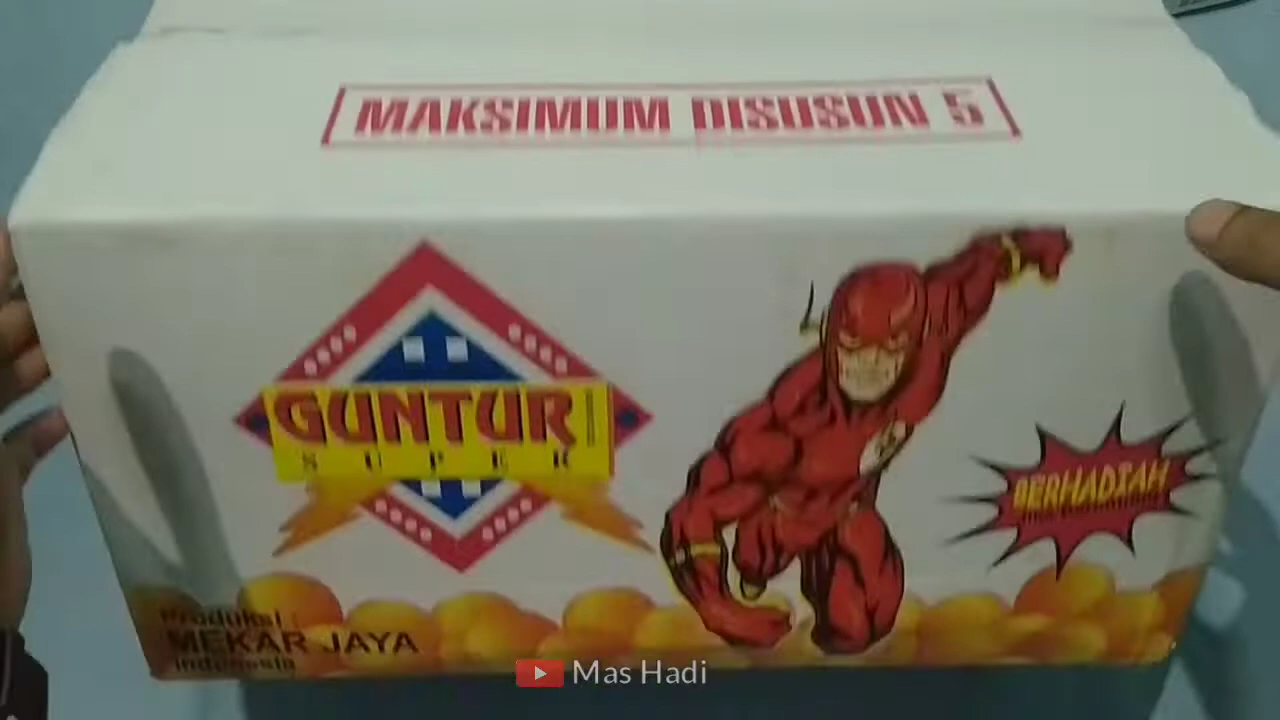 MAKSIMUM DISUSUN 5
GUNTUR
SUPER
BERHADIAH
Produksi :
MEKAR JAYA
Indonesia
Mas Hadi